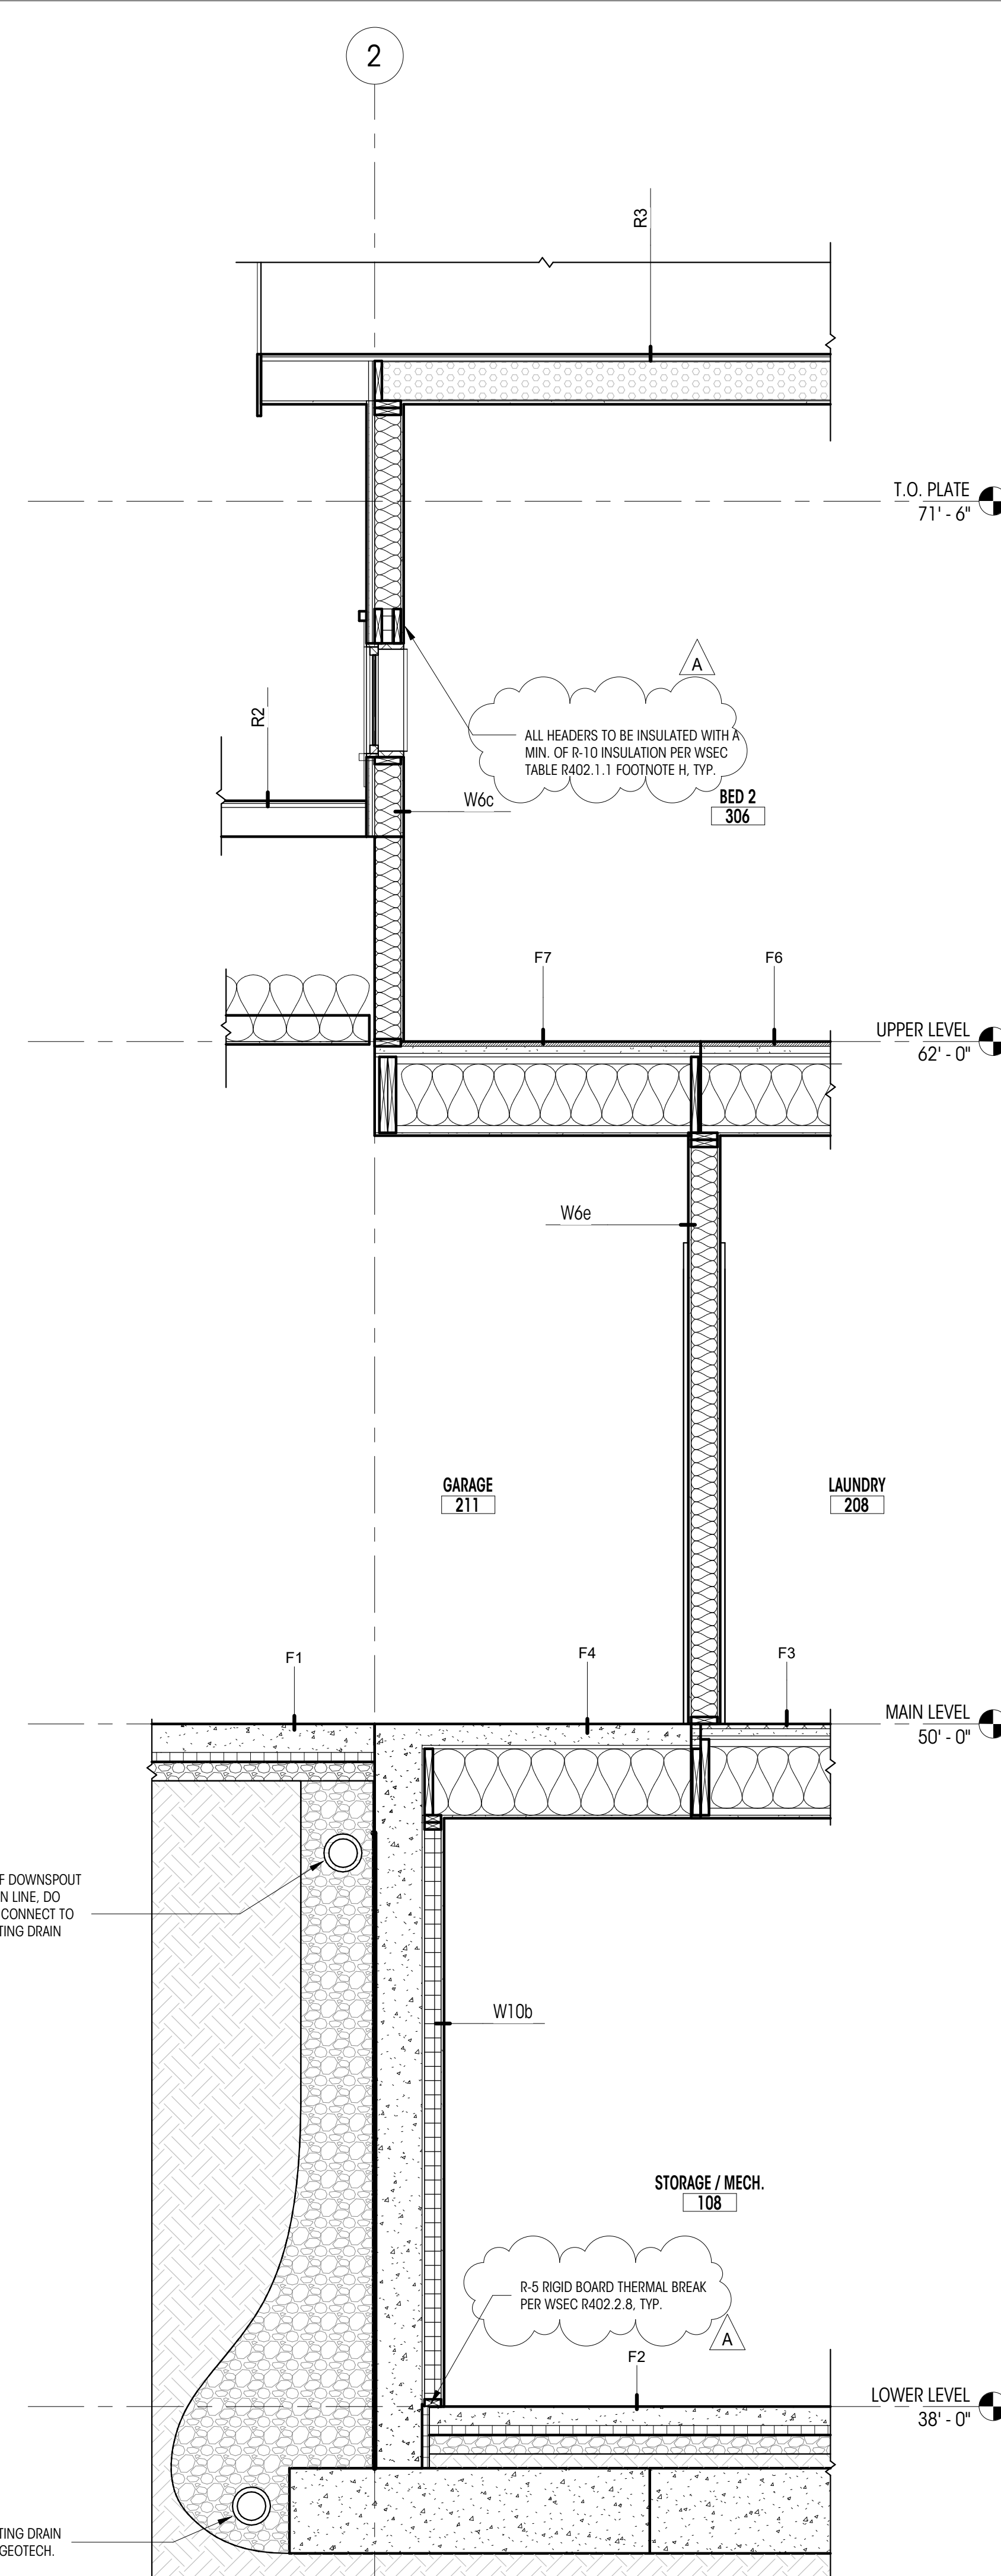 2
R3
T.O. PLATE
71' - 6"
A
ALL HEADERS TO BE INSULATED WITH A
MIN. OF R-10 INSULATION PER WSEC
TABLE R402.1.1 FOOTNOTE H, TYP.
R2
W6c
BED 2
306
F7
F6
UPPER LEVEL
62' - 0"
W6e
GARAGE
211
LAUNDRY
208
F1
F4
F3
MAIN LEVEL
50' - 0"
DOWNSPOUT
LINE, DO
CONNECT TO
DRAIN
W10b
STORAGE / MECH.
108
R-5 RIGID BOARD THERMAL BREAK
PER WSEC R402.2.8, TYP.
A
F2
LOWER LEVEL
38' - 0"
DRAIN
GEOTECH.